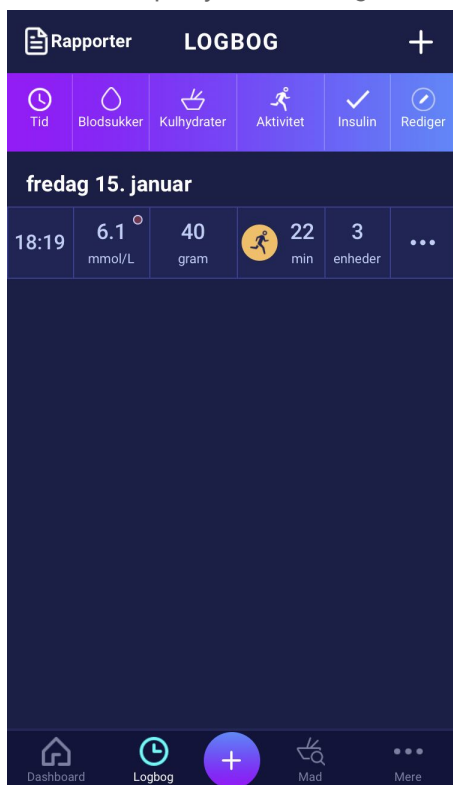 Rapporter LOGBOG
Tid Blodsukker Kulhydrater Aktivitet Insulin Rediger
fredag 15. januar
18:19 6.1 mmol/L 40 gram 22 min 3 enheder
Dashboard Logbog Mad Mere